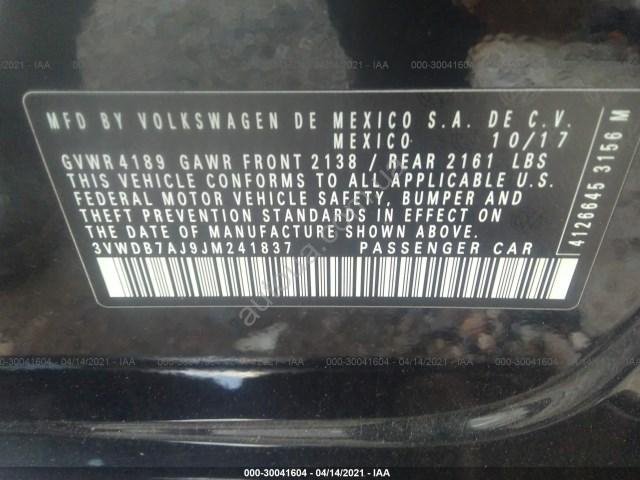 000-30041604 - 04/14/2021 - IAA
MFD BY VOLKSWAGEN DE MEXICO S.A. DE C.V.
MEXICO 10/17
GVWR 4189 GAWR FRONT 2138 / REAR 2161 LBS
THIS VEHICLE CONFORMS TO ALL APPLICABLE U.S.
FEDERAL MOTOR VEHICLE SAFETY, BUMPER AND
THEFT PREVENTION STANDARDS IN EFFECT ON
THE DATE OF MANUFACTURE SHOWN ABOVE.
3VWDB7AJ9JM241837 PASSENGER CAR
4126645 3156 M
000-30041604 - 04/14/2021 - IAA
000-30041604 - 04/14/2021 - IAA